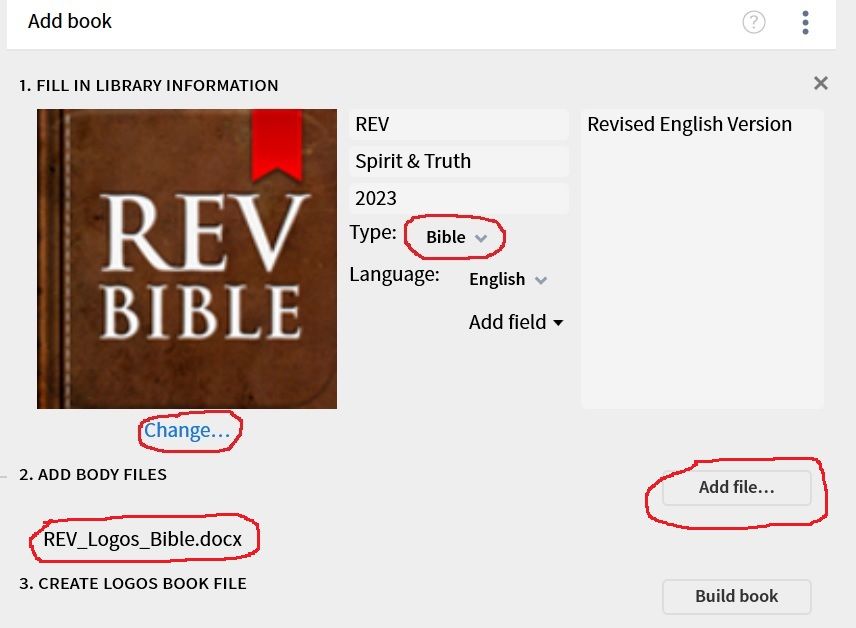 Add book
?
1. FILL IN LIBRARY INFORMATION
REV
BIBLE
Change...
REV
Spirit & Truth
2023
Type: Bible
Language: English
Add field
Revised English Version
2. ADD BODY FILES
Add file...
REV_Logos_Bible.docx
3. CREATE LOGOS BOOK FILE
Build book